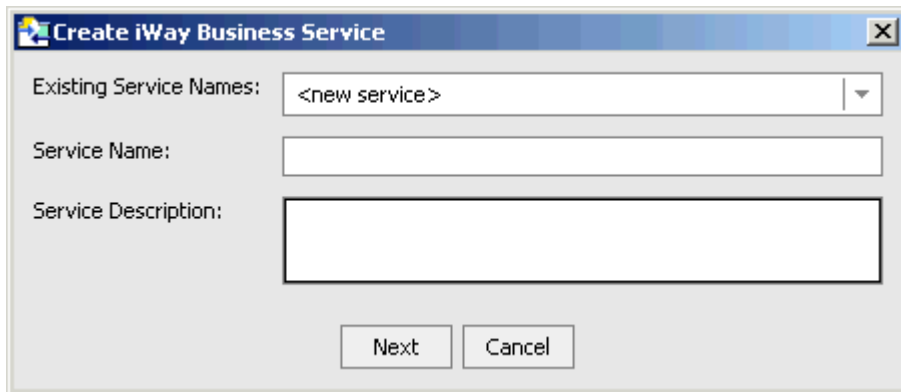 Create iWay Business Service
Existing Service Names: <new service>
Service Name:
Service Description:
Next Cancel